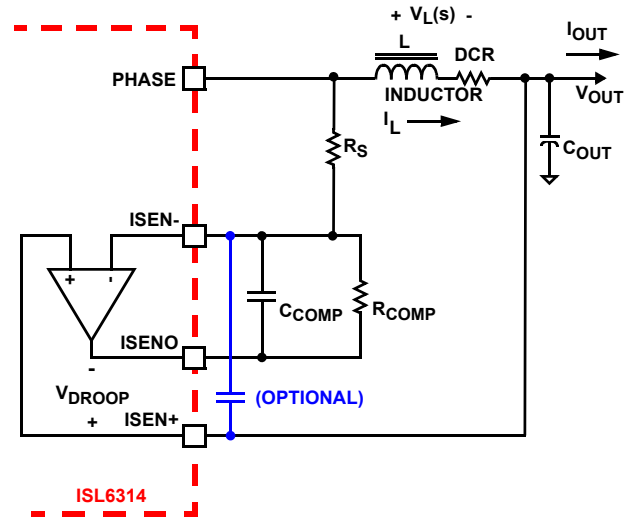 + VL(s) -
L
DCR
IOUT
PHASE
INDUCTOR
VOUT
IL
RS
COUT
ISEN-
+ -
CCOMP
RCOMP
ISENO
-
VDROOP
(OPTIONAL)
+
ISEN+
ISL6314